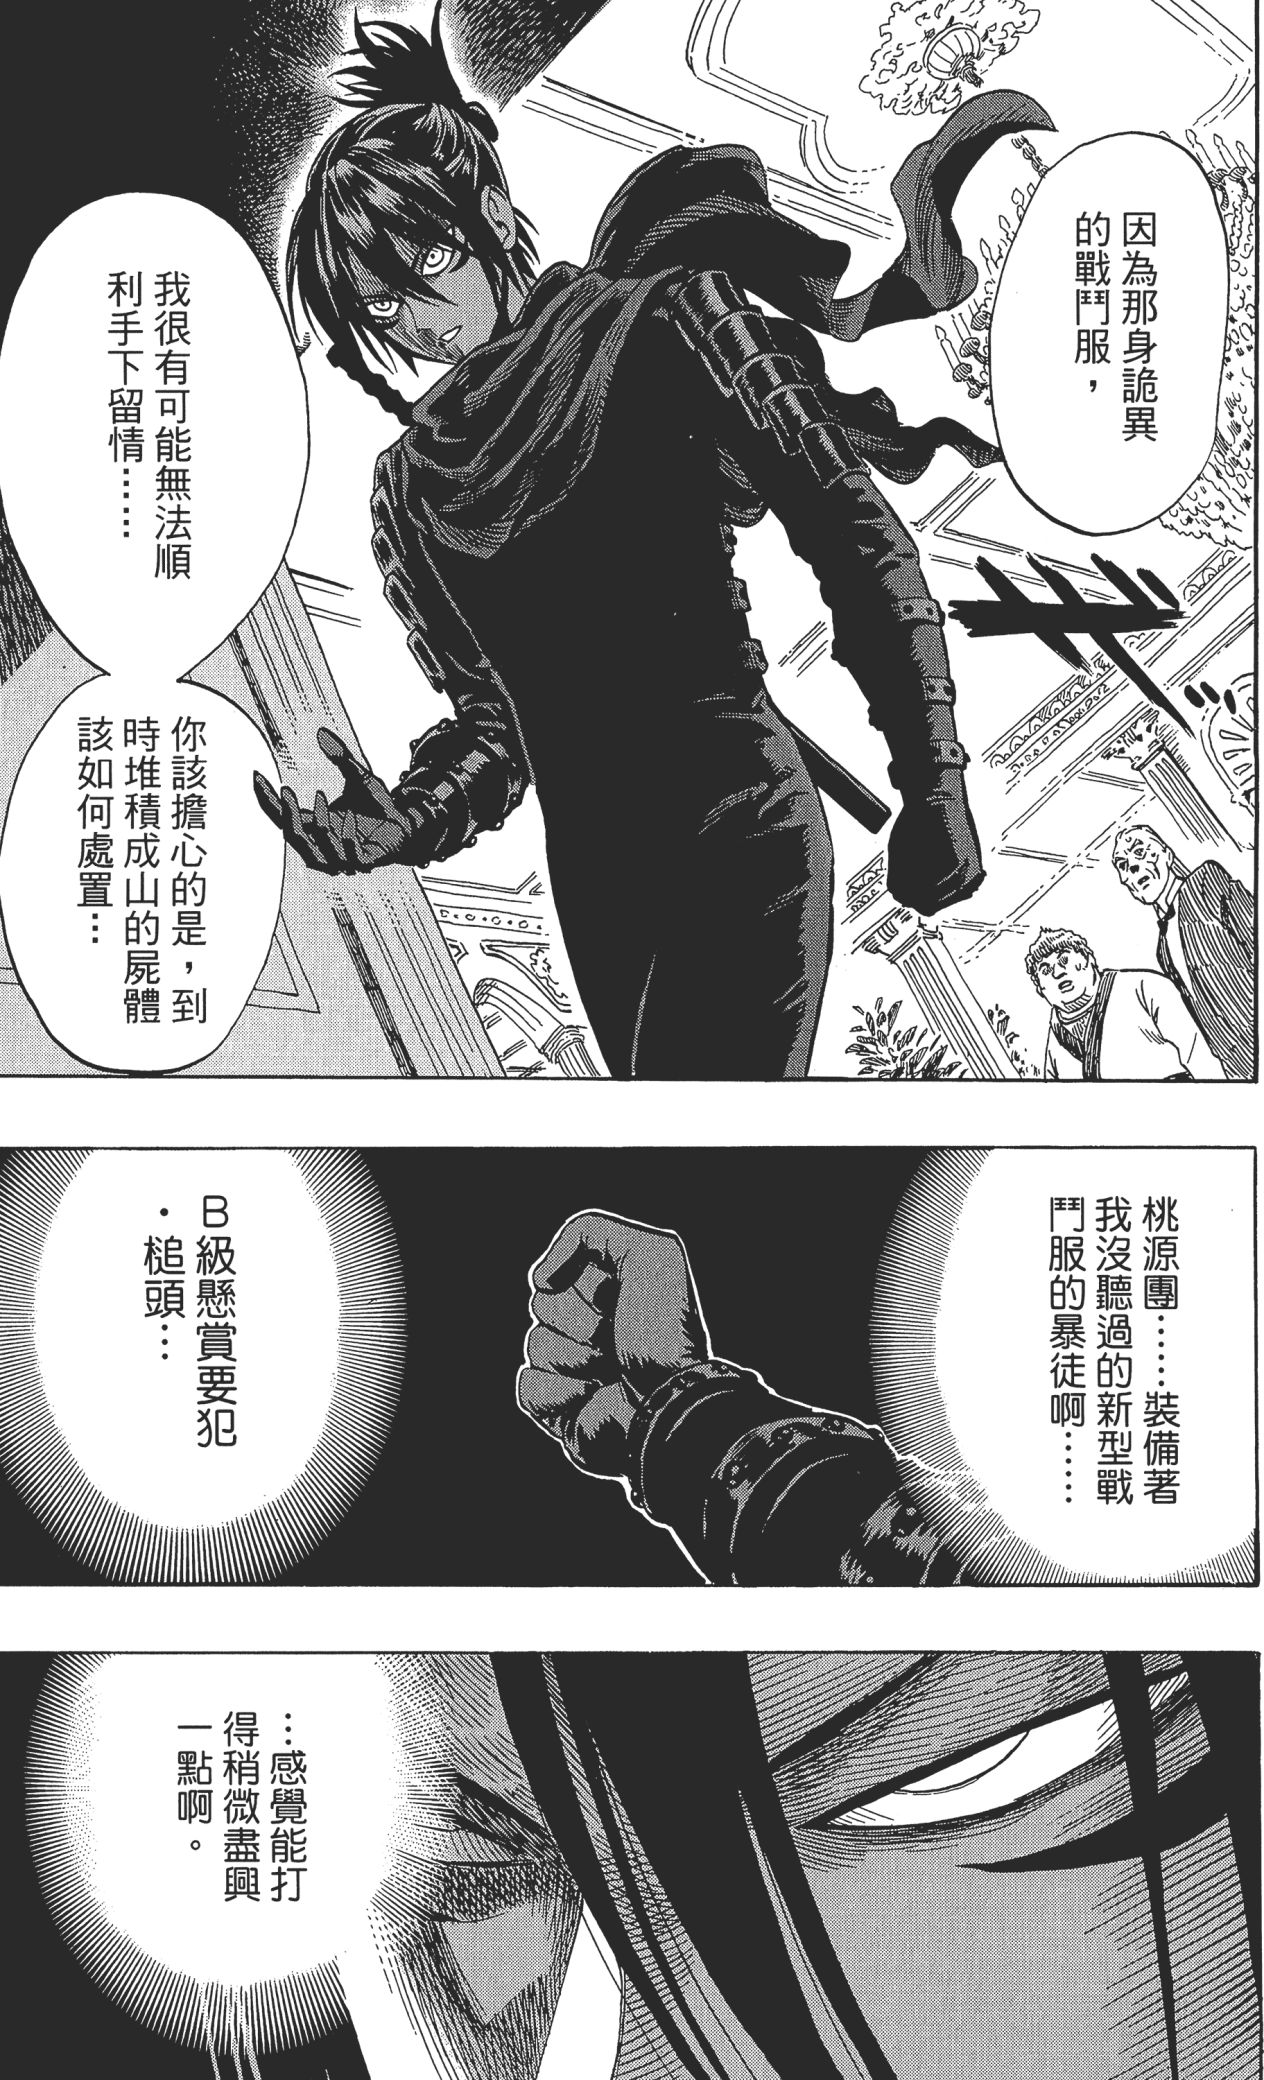 因為那身詭異
的戰鬥服，
我很有可能無法順
利手下留情……
你該擔心的是，到
時堆積成山的屍體
該如何處置…
桃源團……裝備著
我沒聽過的新型戰
鬥服的暴徒啊……
B級懸賞要犯
・槌頭…
…感覺能打
得稍微盡興
一點啊。